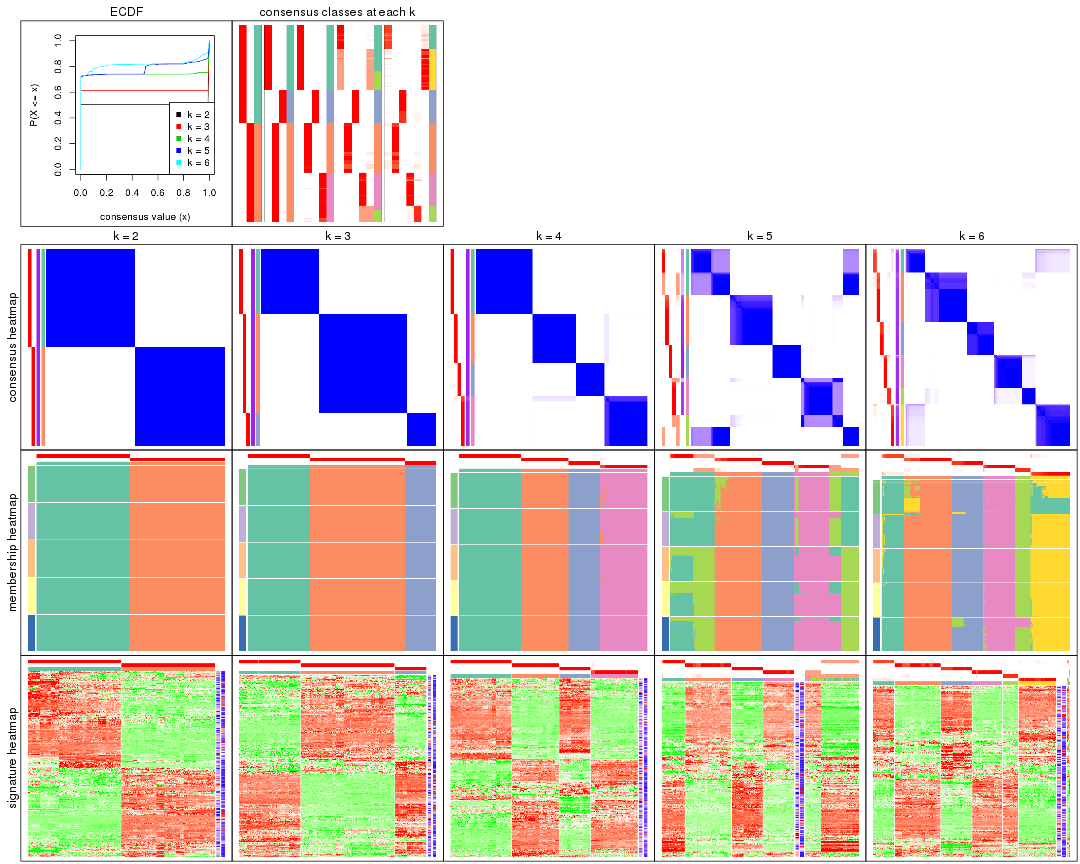 ECDF
consensus classes at each k
P(X <= x)
0.0 0.2 0.4 0.6 0.8 1.0
k = 2
k = 3
k = 4
k = 5
k = 6
0.0 0.2 0.4 0.6 0.8 1.0
consensus value (x)
k = 2
k = 3
k = 4
k = 5
k = 6
consensus heatmap
membership heatmap
signature heatmap